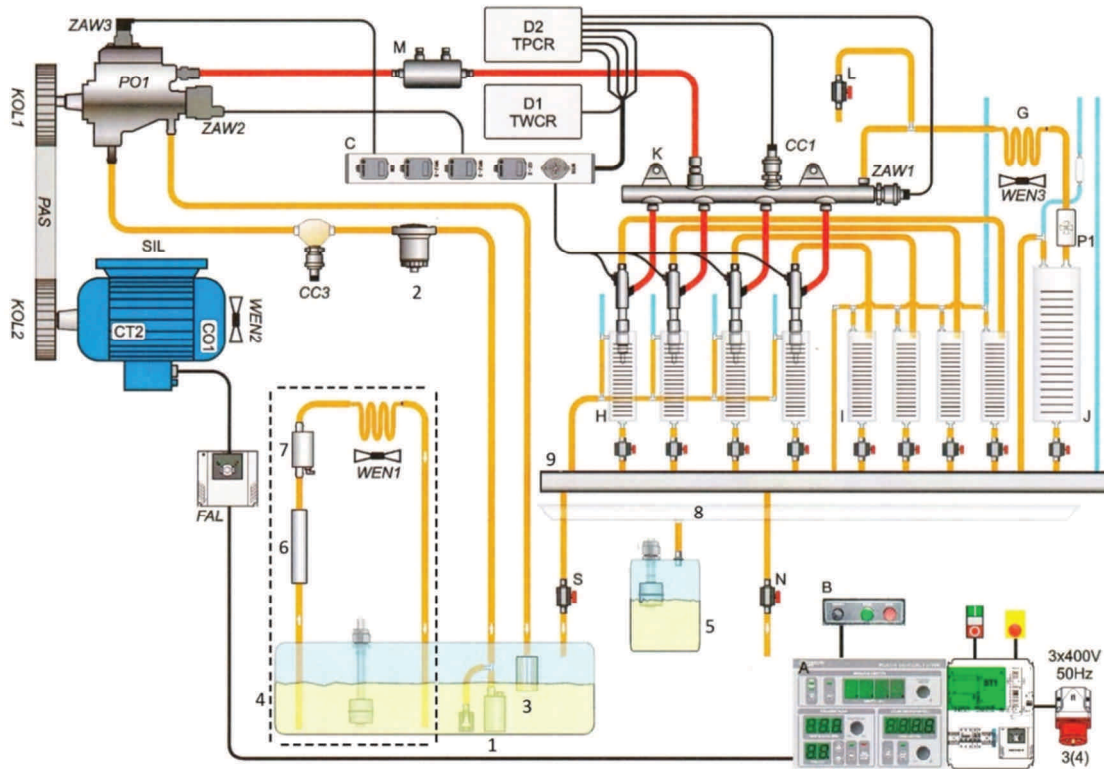 ZAW3
M
D2
TPCR
L
PO1
G
KOL1
ZAW2
D1
TWCR
C
K
CC1
ZAW1
WEN3
PAS
P1
SIL
CC3
2
KOL2
CT2
CO1
WEN2
H
I
J
7
WEN1
9
FAL
6
8
S
N
5
B
4
3
A
ST1
3x400V
50Hz
1
3(4)